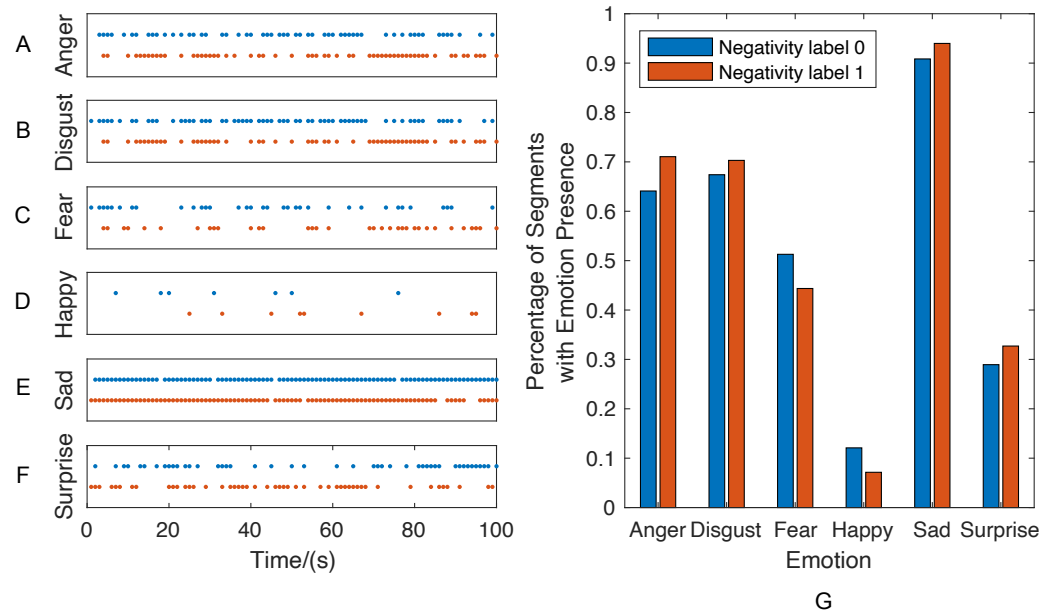 A
Anger
B
Disgust
C
Fear
D
Happy
E
Sad
F
Surprise
0 20 40 60 80 100
Time/(s)
Negativity label 0
Negativity label 1
Percentage of Segments
with Emotion Presence
1
0.9
0.8
0.7
0.6
0.5
0.4
0.3
0.2
0.1
0
Anger Disgust Fear Happy Sad Surprise
Emotion
G